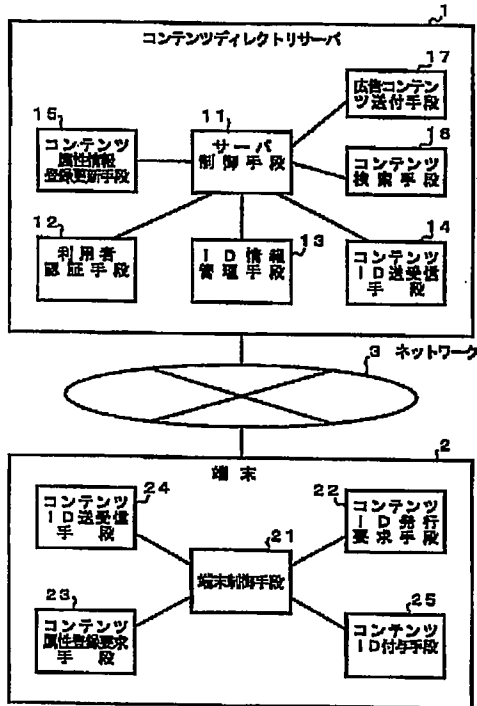 1
コンテンツディレクトリサーバ
17
広告コンテン
ツ送付手段
15
コンテンツ
属性情報
登録更新手段
11
サーバ
制御手段
16
コンテンツ
検索手段
12
利用者
認証手段
13
ID情報
管理手段
14
コンテンツ
ID送受信
手段
3 ネットワーク
2
端末
24
コンテンツ
ID送受信
手段
22
コンテンツ
ID発行
要求手段
21
端末制御手段
23
コンテンツ
属性登録要求
手段
25
コンテンツ
ID付与手段